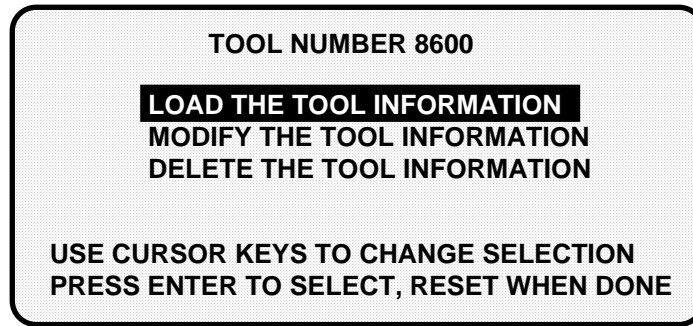 TOOL NUMBER 8600
LOAD THE TOOL INFORMATION
MODIFY THE TOOL INFORMATION
DELETE THE TOOL INFORMATION
USE CURSOR KEYS TO CHANGE SELECTION
PRESS ENTER TO SELECT, RESET WHEN DONE